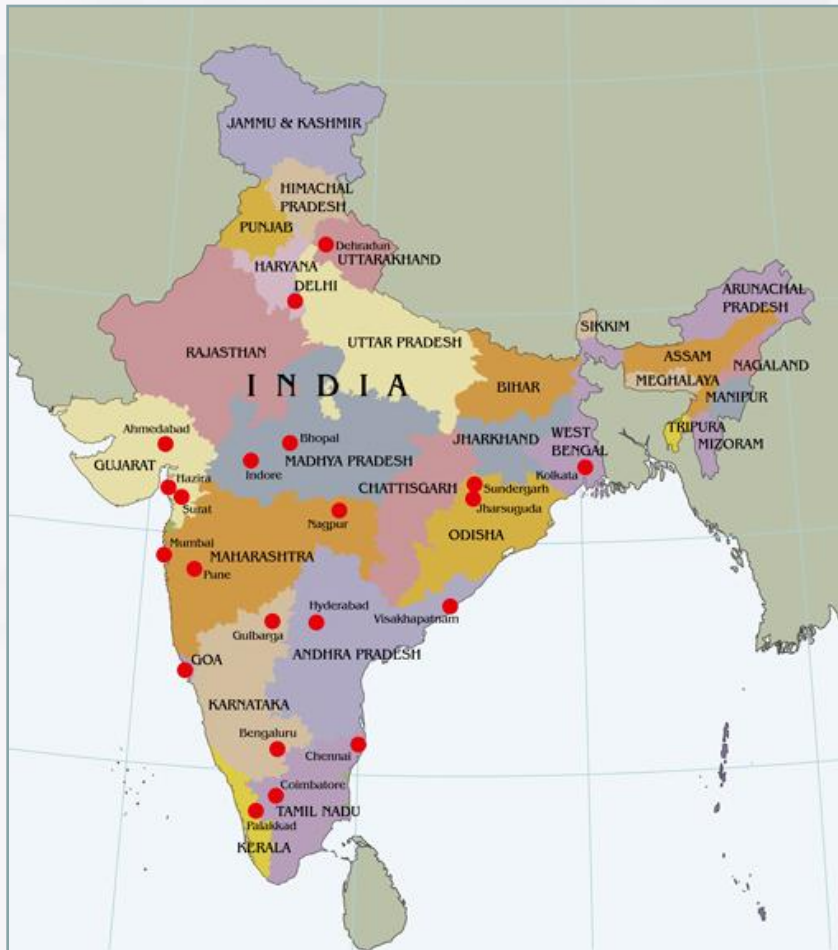 JAMMU & KASHMIR
HIMACHAL
PRADESH
PUNJAB
Dehradun
UTTARAKHAND
HARYANA
DELHI
ARUNACHAL
PRADESH
SIKKIM
UTTAR PRADESH
RAJASTHAN
ASSAM
NAGALAND
INDIA
BIHAR
MEGHALAYA
MANIPUR
TRIPURA
MIZORAM
Ahmedabad
Bhopal
JHARKHAND
WEST
BENGAL
GUJARAT
Indore
MADHYA PRADESH
Kolkata
Hazira
CHATTISGARH
Sundergarh
Surat
Jharsuguda
Nagpur
ODISHA
Mumbai
MAHARASHTRA
Pune
Hyderabad
Visakhapatnam
Gulbarga
ANDHRA PRADESH
GOA
KARNATAKA
Bengaluru
Chennai
Coimbatore
TAMIL NADU
Palakkad
KERALA